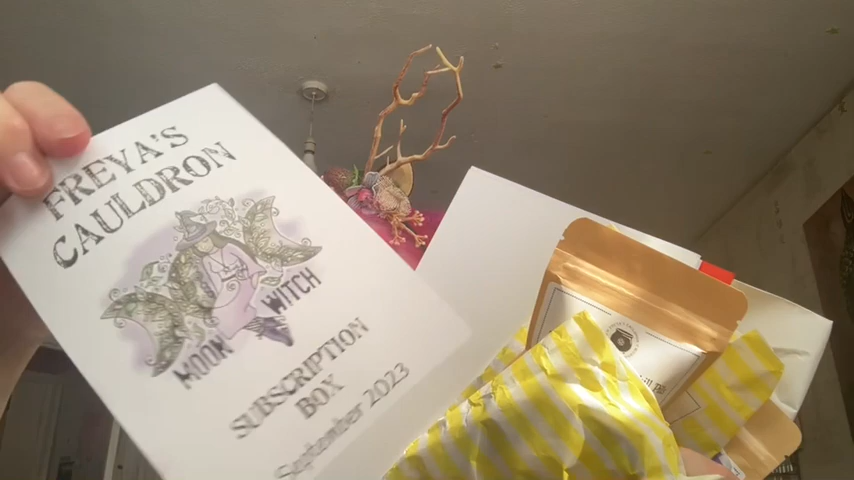 FREYA'S
CAULDRON
MOON WITCH
SUBSCRIPTION
BOX
September 2023